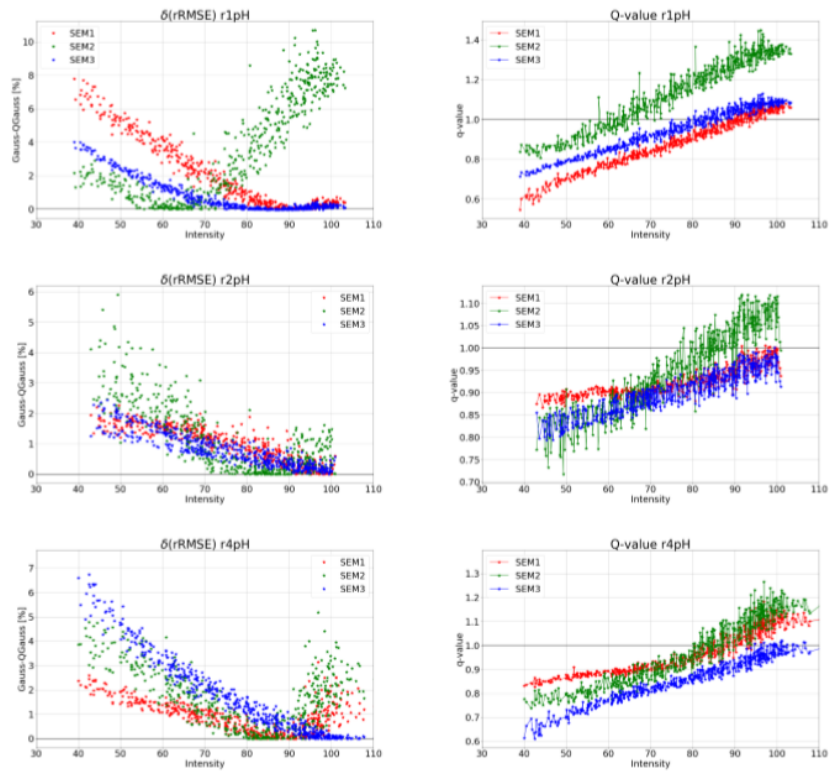 δ(rRMSE) r1pH
SEM1
SEM2
SEM3
Gauss-QGauss [%]
10
8
6
4
2
0
30 40 50 60 70 80 90 100 110
Intensity
Q-value r1pH
SEM1
SEM2
SEM3
q-value
1.4
1.2
1.0
0.8
0.6
30 40 50 60 70 80 90 100 110
Intensity
δ(rRMSE) r2pH
SEM1
SEM2
SEM3
Gauss-QGauss [%]
6
5
4
3
2
1
0
30 40 50 60 70 80 90 100 110
Intensity
Q-value r2pH
SEM1
SEM2
SEM3
q-value
1.10
1.05
1.00
0.95
0.90
0.85
0.80
0.75
0.70
30 40 50 60 70 80 90 100 110
Intensity
δ(rRMSE) r4pH
SEM1
SEM2
SEM3
Gauss-QGauss [%]
7
6
5
4
3
2
1
0
30 40 50 60 70 80 90 100 110
Intensity
Q-value r4pH
SEM1
SEM2
SEM3
q-value
1.3
1.2
1.1
1.0
0.9
0.8
0.7
0.6
30 40 50 60 70 80 90 100 110
Intensity